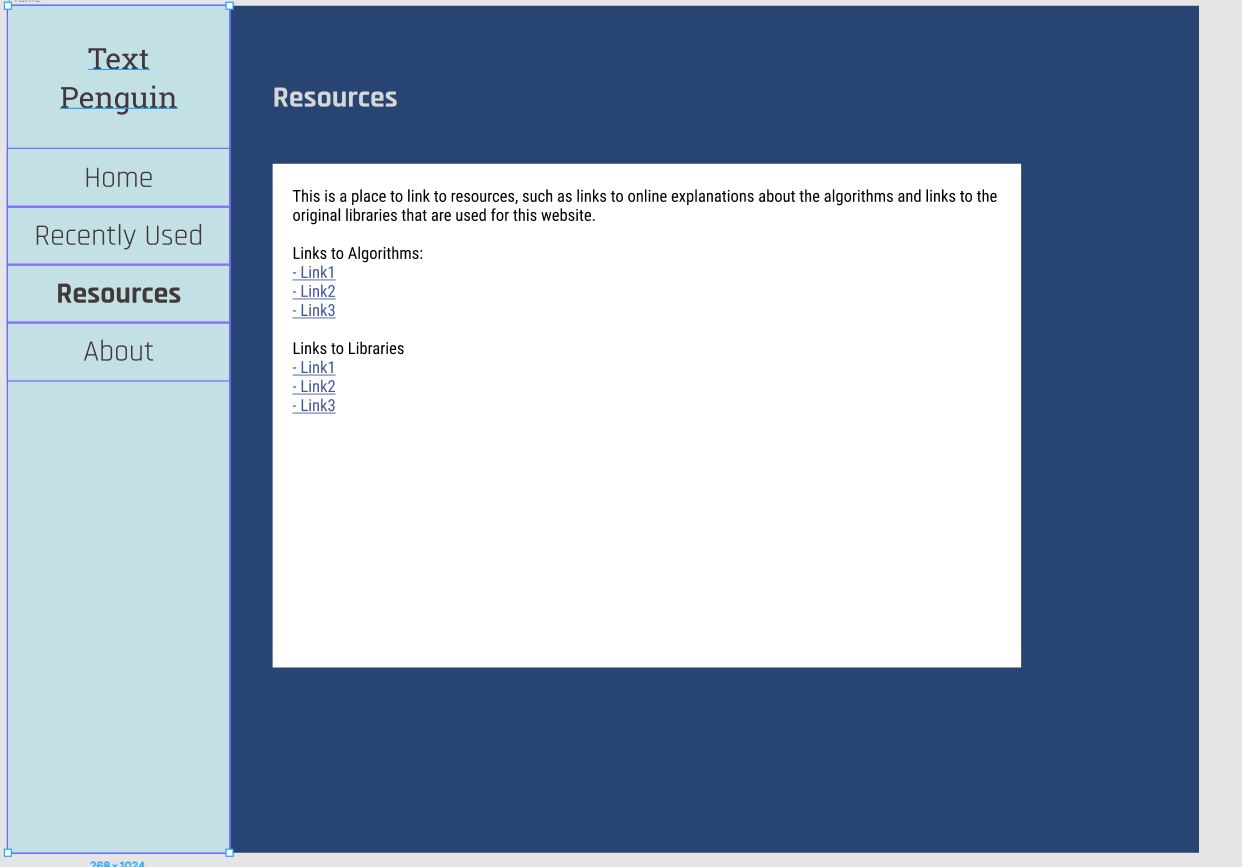 Text
Penguin
Home
Recently Used
Resources
About
Resources
This is a place to link to resources, such as links to online explanations about the algorithms and links to the
original libraries that are used for this website.
Links to Algorithms:
- Link1
- Link2
- Link3
Links to Libraries
- Link1
- Link2
- Link3
268 × 1024